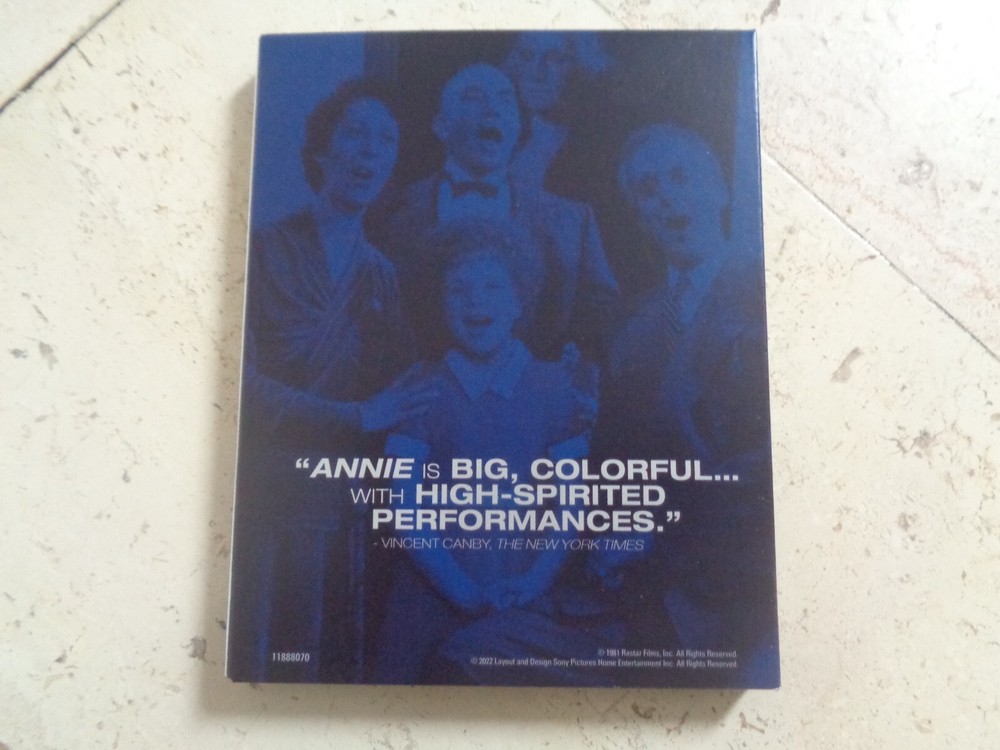 “ANNIE IS BIG, COLORFUL...
WITH HIGH-SPIRITED
PERFORMANCES.”
- VINCENT CANBY, THE NEW YORK TIMES
11888070
© 1981 Rastar Films, Inc. All Rights Reserved.
© 2022 Layout and Design Sony Pictures Home Entertainment Inc. All Rights Reserved.